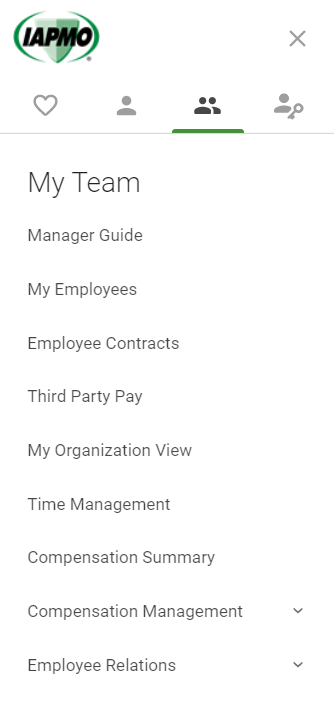 IAPMO
My Team
Manager Guide
My Employees
Employee Contracts
Third Party Pay
My Organization View
Time Management
Compensation Summary
Compensation Management
Employee Relations